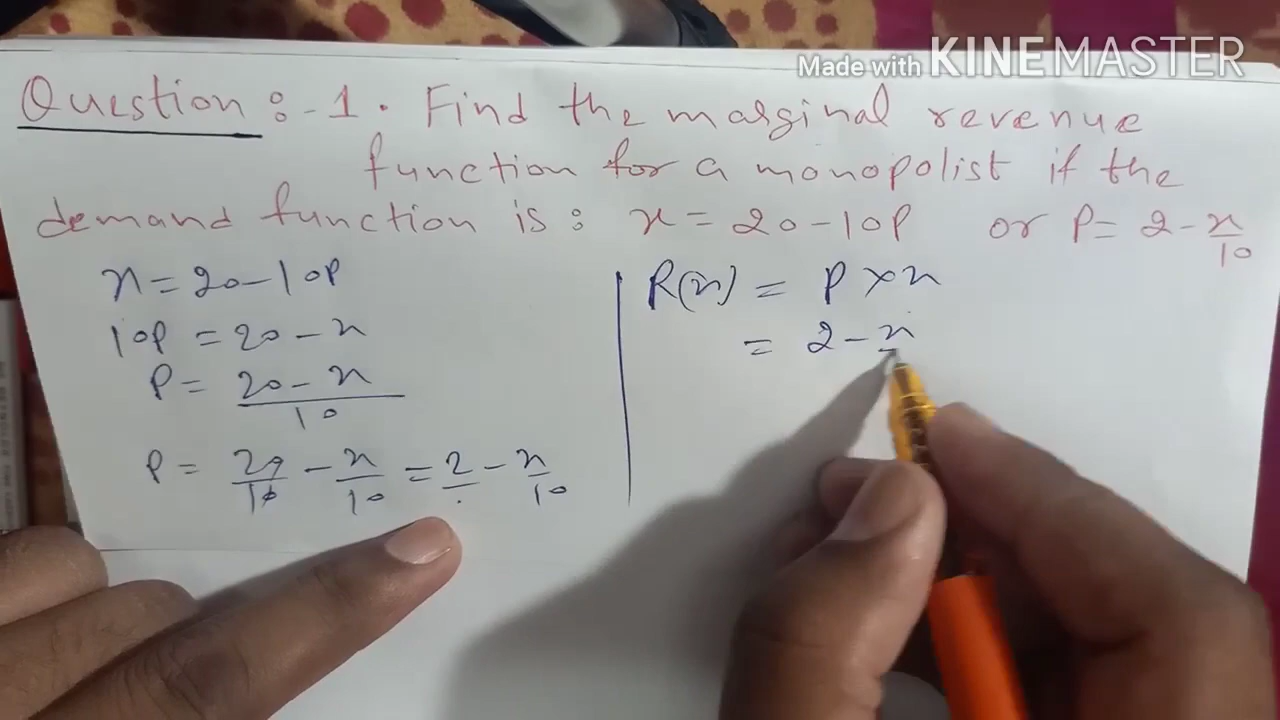 Made with KINEMASTER
Question :- 1. Find the marginal revenue
function for a monopolist if the
demand function is: x = 20 - 10P or P = 2 - x/10
x = 20 - 10P
10P = 20 - x
P = 20 - x
10
P = 20/10 - x/10 = 2 - x/10
R(x) = P × x
= 2 - x